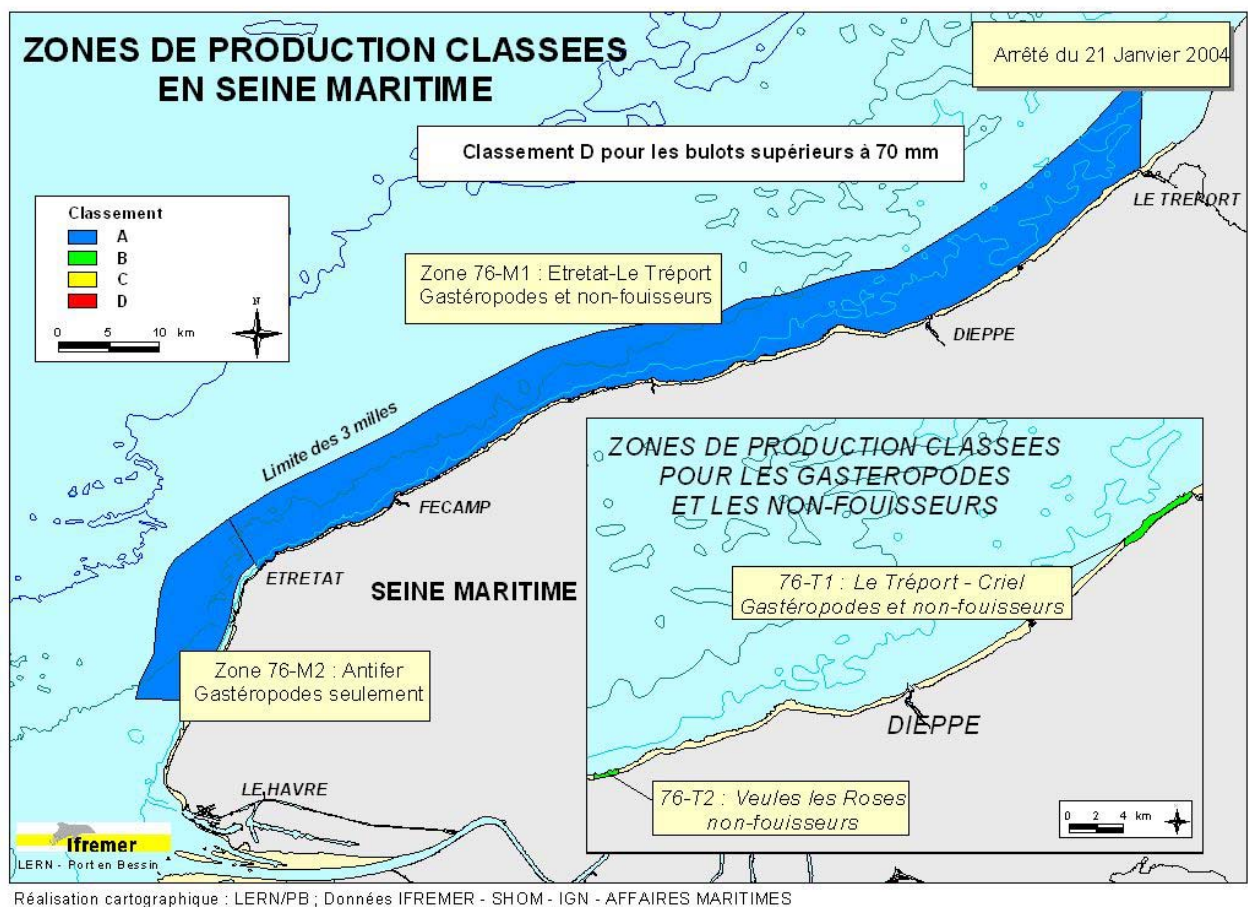 ZONES DE PRODUCTION CLASSEES
EN SEINE MARITIME
Arrêté du 21 Janvier 2004
Classement D pour les bulots supérieurs à 70 mm
Classement
A
B
C
D
N
0 5 10 km
LE TREPORT
Zone 76-M1 : Etretat-Le Tréport
Gastéropodes et non-fouisseurs
DIEPPE
Limite des 3 milles
FECAMP
ETRETAT
SEINE MARITIME
Zone 76-M2 : Antifer
Gastéropodes seulement
LE HAVRE
ZONES DE PRODUCTION CLASSEES
POUR LES GASTEROPODES
ET LES NON-FOUISSEURS
76-T1 : Le Tréport - Criel
Gastéropodes et non-fouisseurs
DIEPPE
76-T2 : Veules les Roses
non-fouisseurs
0 2 4 km
Ifremer
LERN - Port en Bessin
Réalisation cartographique : LERN/PB ; Données IFREMER - SHOM - IGN - AFFAIRES MARITIMES